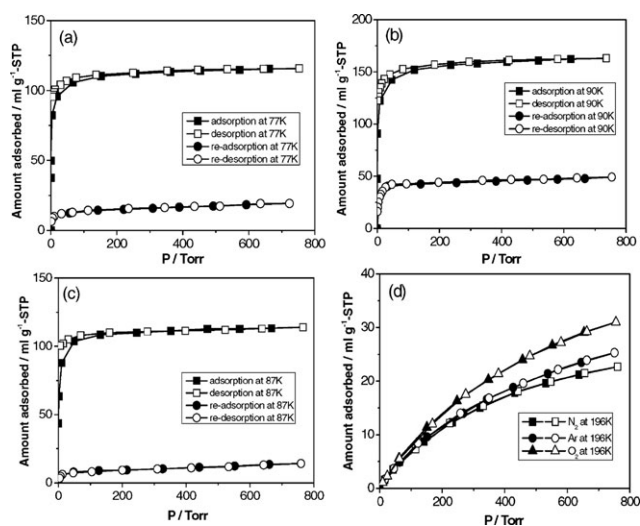 (a)
150
100
50
0
Amount adsorbed / ml g⁻¹-STP
adsorption at 77K
desorption at 77K
re-adsorption at 77K
re-desorption at 77K
0 200 400 600 800
P / Torr
(b)
200
150
100
50
0
Amount adsorbed / ml g⁻¹-STP
adsorption at 90K
desorption at 90K
re-adsorption at 90K
re-desorption at 90K
0 200 400 600 800
P / Torr
(c)
150
100
50
0
Amount adsorbed / ml g⁻¹-STP
adsorption at 87K
desorption at 87K
re-adsorption at 87K
re-desorption at 87K
0 200 400 600 800
P / Torr
(d)
40
30
20
10
0
Amount adsorbed / ml g⁻¹-STP
N₂ at 196K
Ar at 196K
O₂ at 196K
0 200 400 600 800
P / Torr